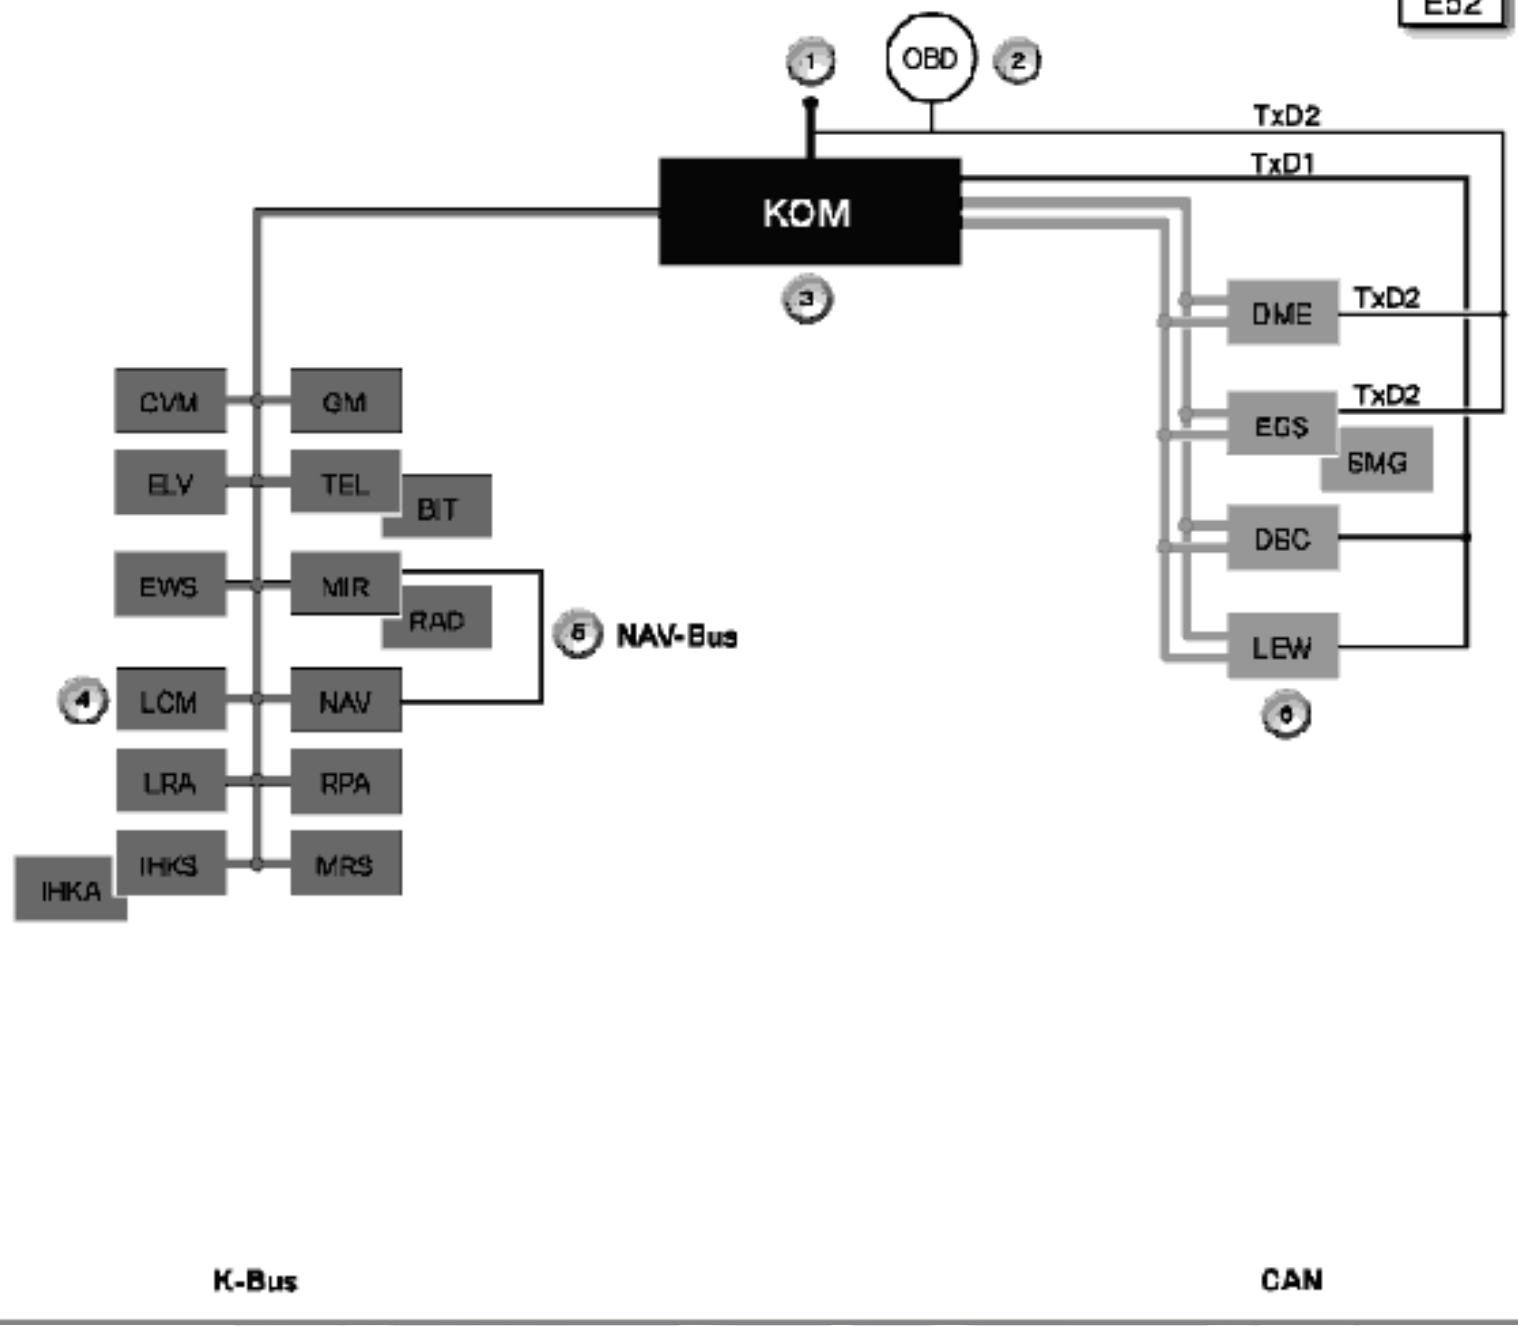 E52
1
OBD
2
TxD2
TxD1
KOM
3
DME
TxD2
CVM
GM
TxD2
EGS
SMG
ELV
TEL
BIT
DSC
EWS
MIR
RAD
5
NAV-Bus
LEW
4
LCM
NAV
6
LRA
RPA
IHKS
MRS
IHKA
K-Bus
CAN